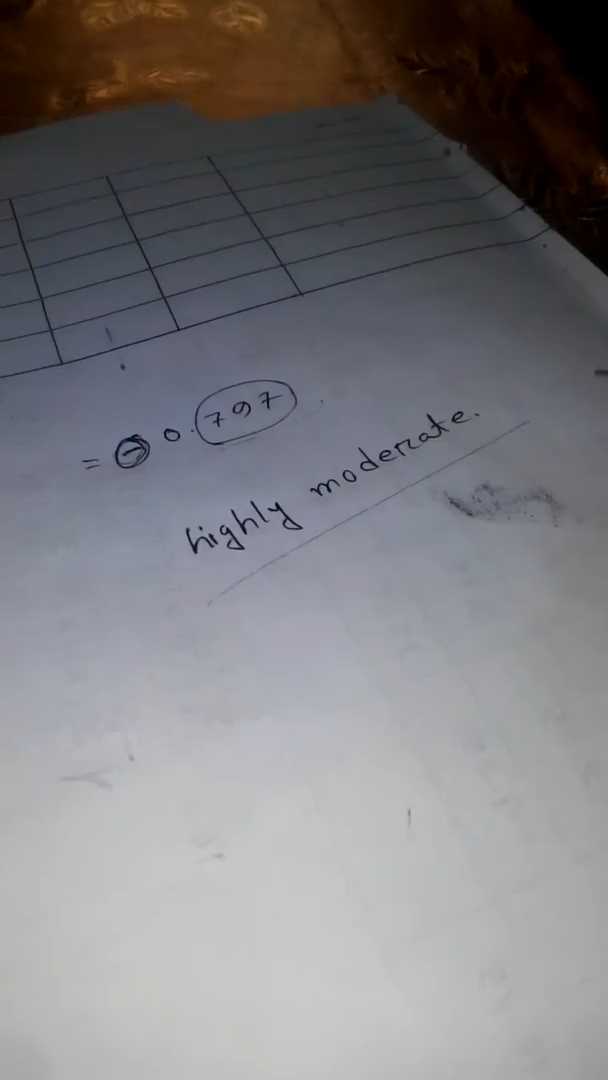 = - 0.797
highly moderate.